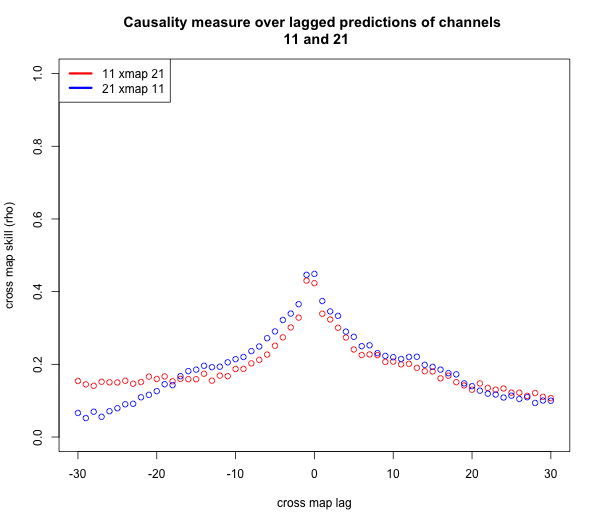 Causality measure over lagged predictions of channels
11 and 21
11 xmap 21
21 xmap 11
cross map skill (rho)
1.0
0.8
0.6
0.4
0.2
0.0
-30 -20 -10 0 10 20 30
cross map lag